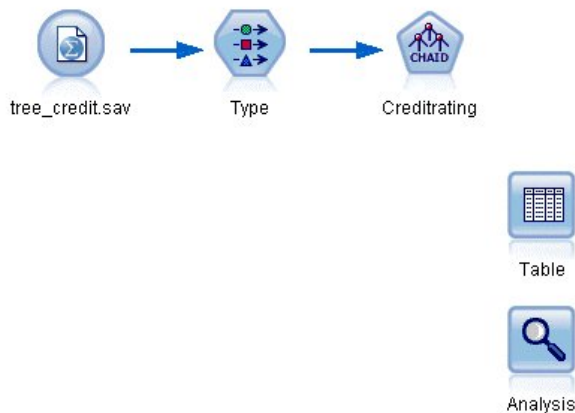 CHAID
tree_credit.sav
Type
Creditrating
Table
Analysis